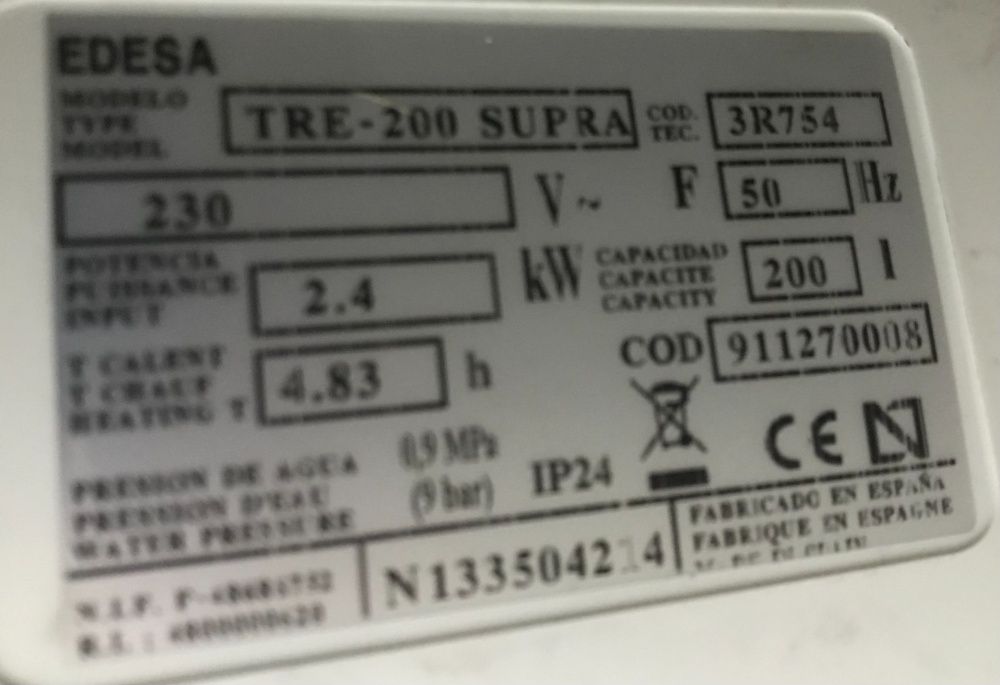 EDESA
MODELO
TYPE
MODEL
TRE-200 SUPRA
COD.
TEC.
3R754
230 V~
F 50 Hz
POTENCIA
PUISSANCE
INPUT
2.4 kW
CAPACIDAD
CAPACITE
CAPACITY
200 l
T CALENT
T CHAUF
HEATING T
4.83 h
COD 911270008
PRESION DE AGUA
PRESSION D'EAU
WATER PRESSURE
0,9 MPa
(9 bar)
IP24
CE N
N.I.F.
R.I. :
N1335042 4
FABRICADO EN ESPAÑA
FABRIQUE EN ESPAGNE